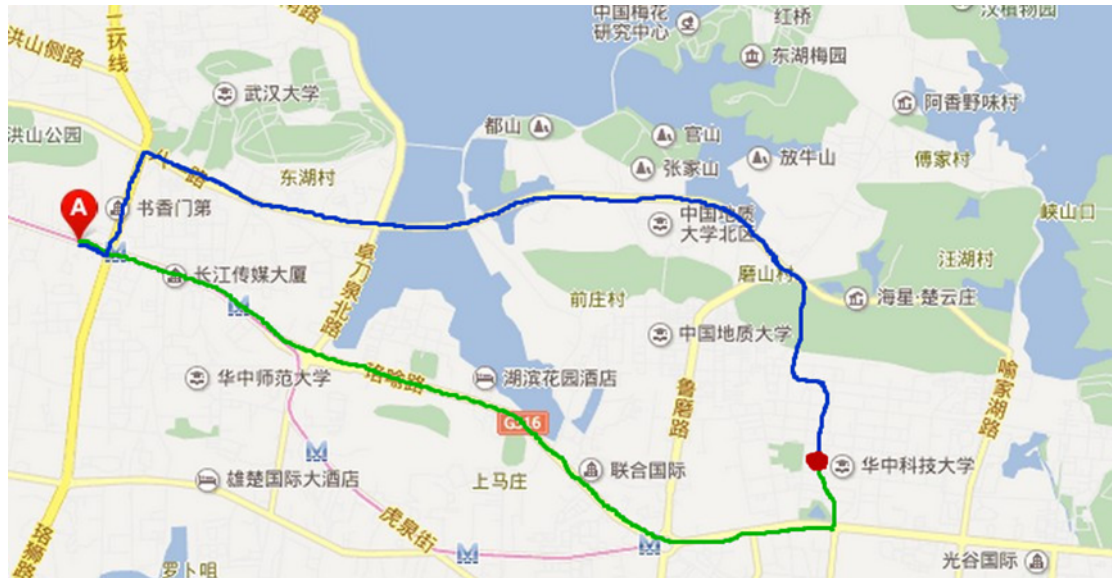 中国梅花
研究中心
红桥
汉植物园
南路
二环线
洪山侧路
东湖梅园
武汉大学
阿香野味村
都山
官山
洪山公园
八一路
张家山
放牛山
傅家村
东湖村
A
书香门第
中国地质
大学北区
峡山口
卓刀泉北路
长江传媒大厦
磨山村
汪湖村
前庄村
海星·楚云庄
中国地质大学
华中师范大学
珞喻路
湖滨花园酒店
鲁磨路
喻家湖路
G316
联合国际
华中科技大学
上马庄
雄楚国际大酒店
虎泉街
珞狮路
罗卜咀
光谷国际